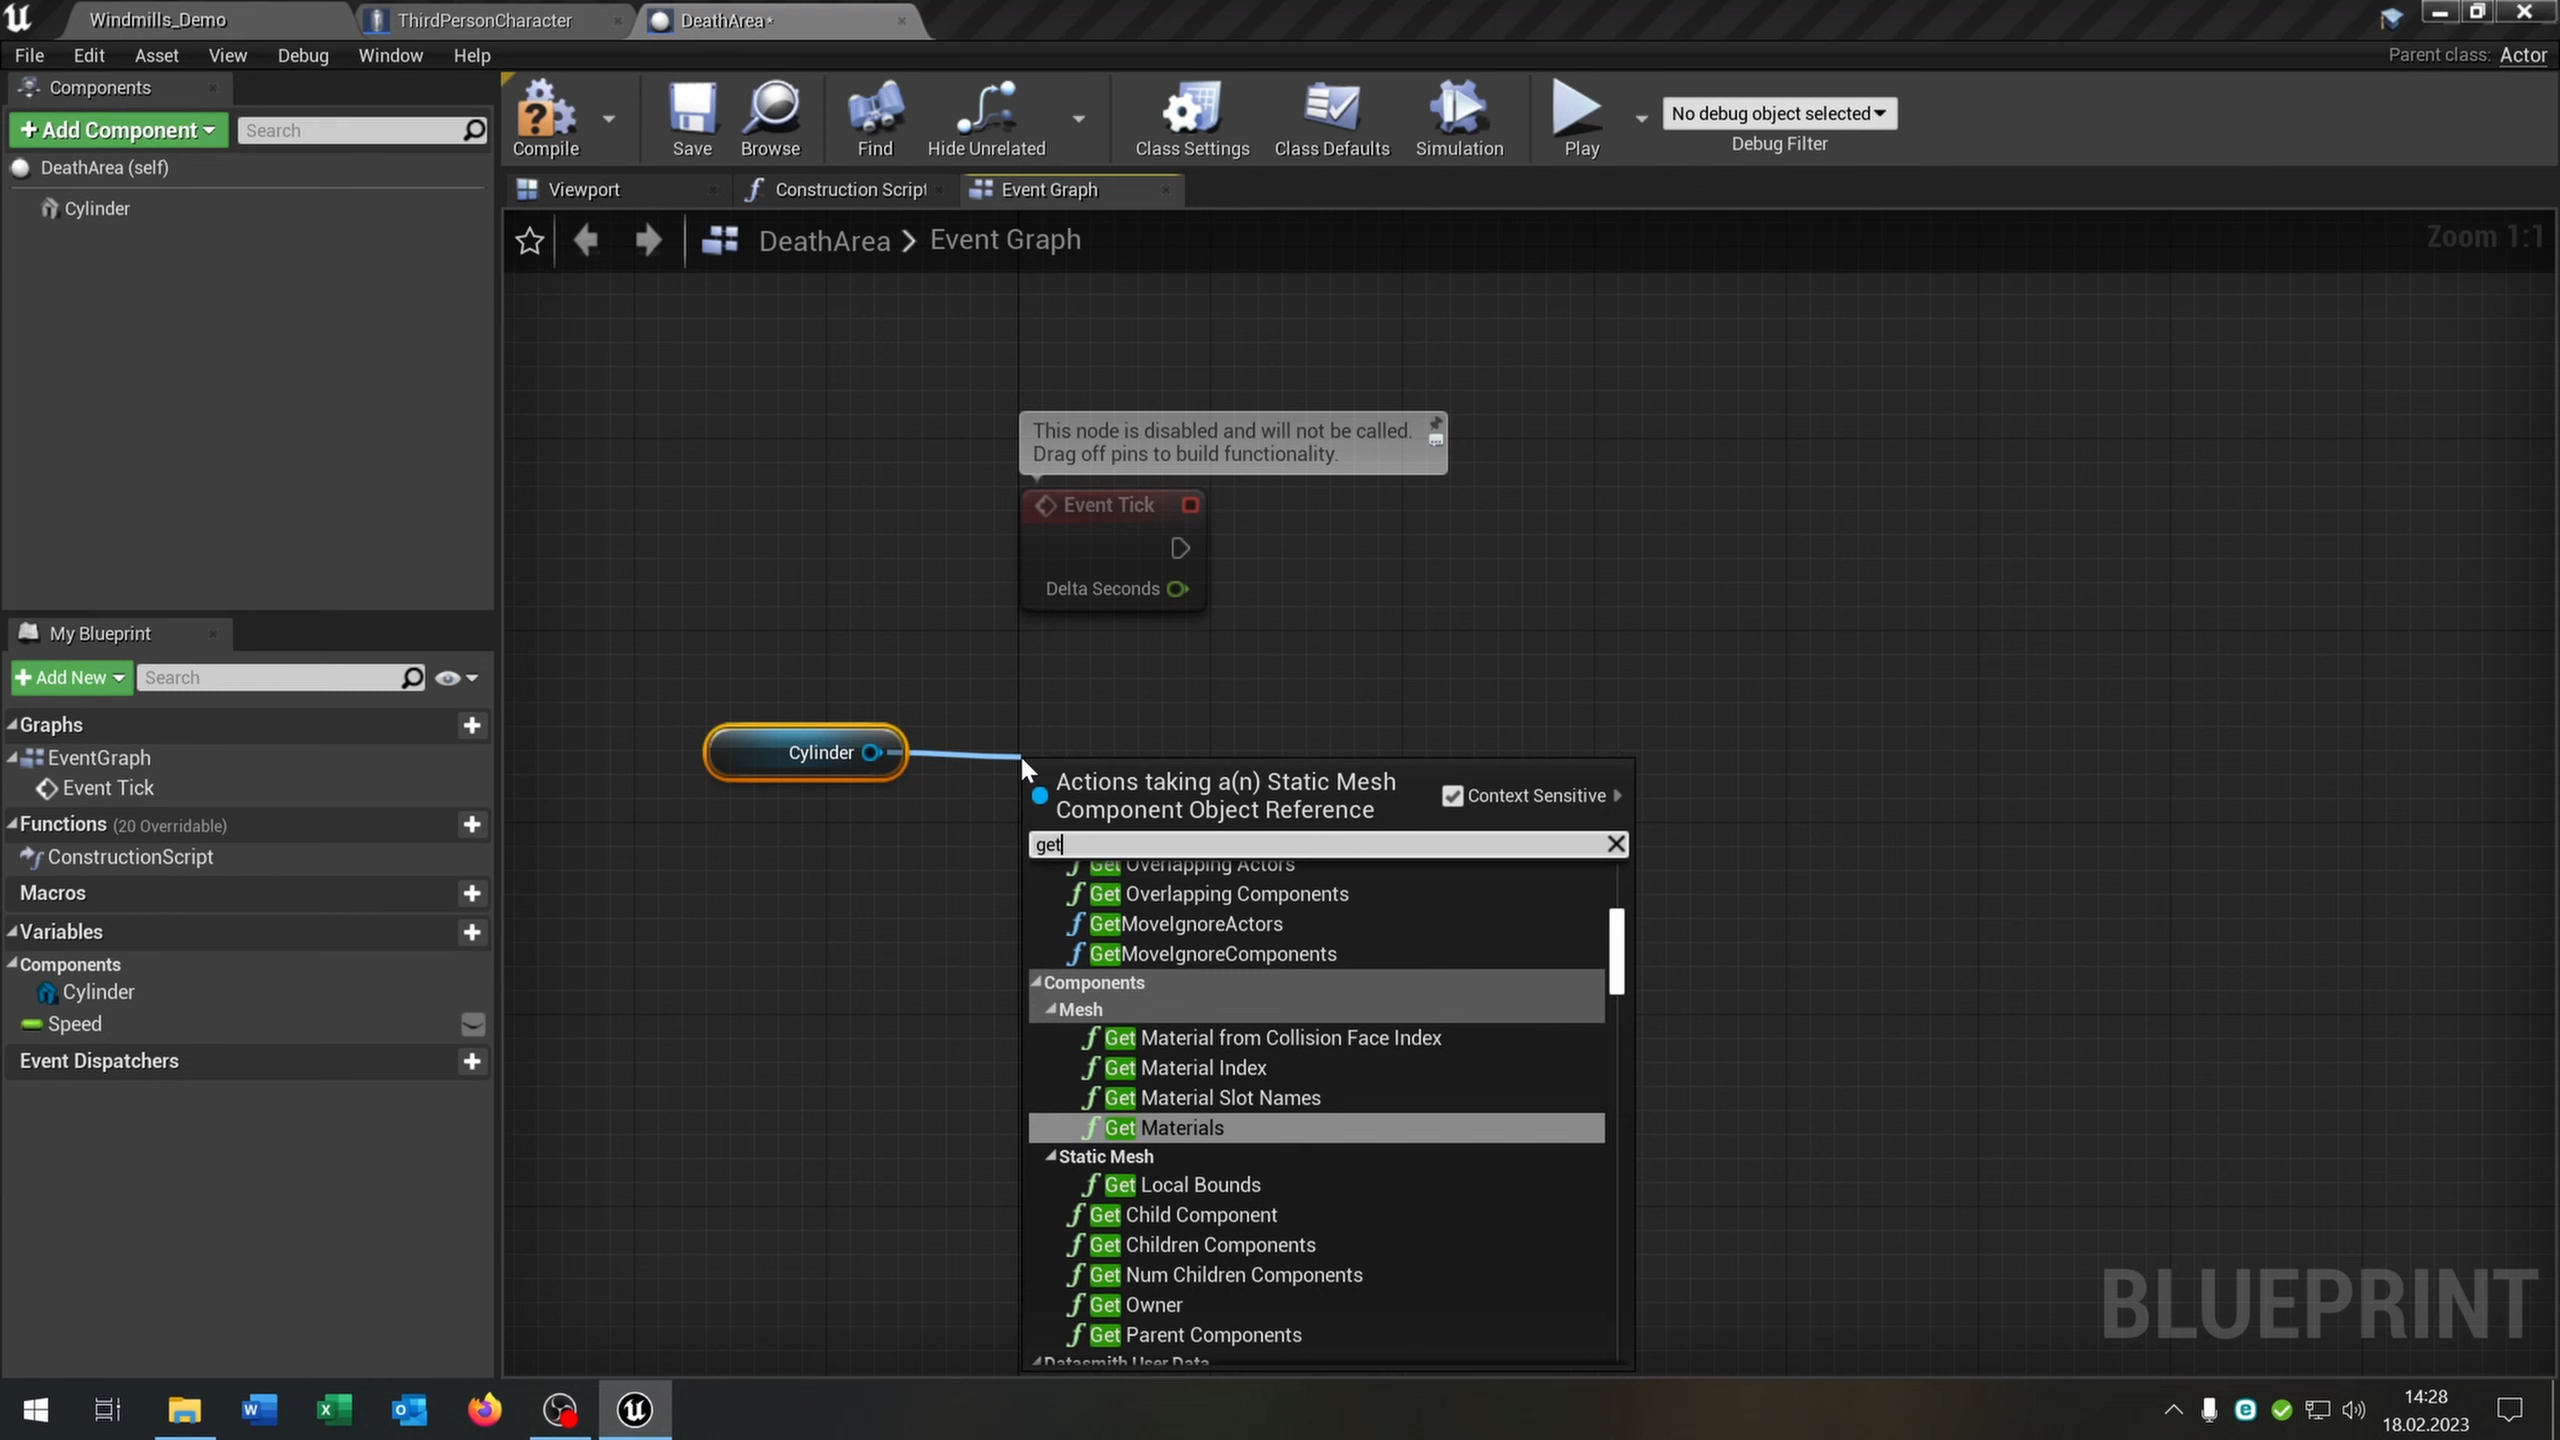 Windmills_Demo
ThirdPersonCharacter
DeathArea*
File
Edit
Asset
View
Debug
Window
Help
Parent class: Actor
Components
+ Add Component
Search
DeathArea (self)
Cylinder
Compile
Save
Browse
Find
Hide Unrelated
Class Settings
Class Defaults
Simulation
Play
No debug object selected
Debug Filter
Viewport
Construction Script
Event Graph
DeathArea > Event Graph
Zoom 1:1
This node is disabled and will not be called.
Drag off pins to build functionality.
Event Tick
Delta Seconds
My Blueprint
+ Add New
Search
Graphs
EventGraph
Event Tick
Functions (20 Overridable)
ConstructionScript
Macros
Variables
Components
Cylinder
Speed
Event Dispatchers
Cylinder
Actions taking a(n) Static Mesh
Component Object Reference
Context Sensitive
get
Get Overlapping Actors
Get Overlapping Components
GetMoveIgnoreActors
GetMoveIgnoreComponents
Components
Mesh
Get Material from Collision Face Index
Get Material Index
Get Material Slot Names
Get Materials
Static Mesh
Get Local Bounds
Get Child Component
Get Children Components
Get Num Children Components
Get Owner
Get Parent Components
Datasmith User Data
BLUEPRINT
14:28
18.02.2023